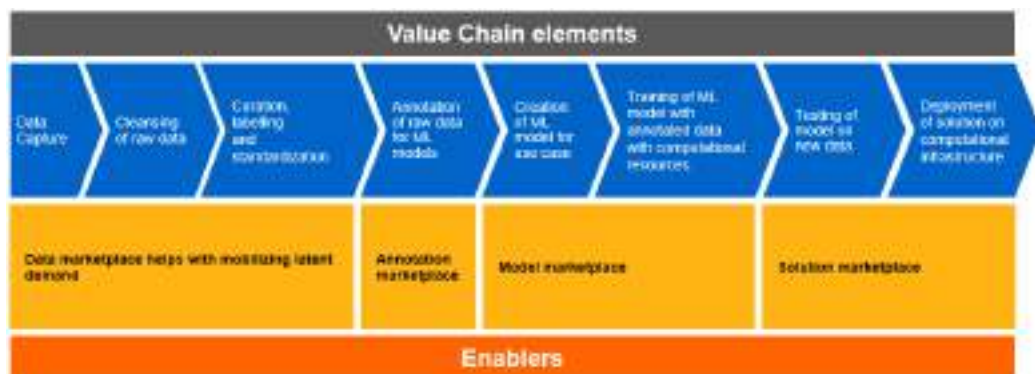 Value Chain elements
Data
Capture
Cleansing
of raw data
Curation,
labelling
and
standardization
Annotation
of raw data
for ML
models
Creation
of ML
model for
use case
Training of ML
model with
annotated data
with computational
resources
Testing of
model on
new data
Deployment
of solution on
computational
infrastructure
Data marketplace helps with mobilizing latent
demand
Annotation
marketplace
Model marketplace
Solution marketplace
Enablers